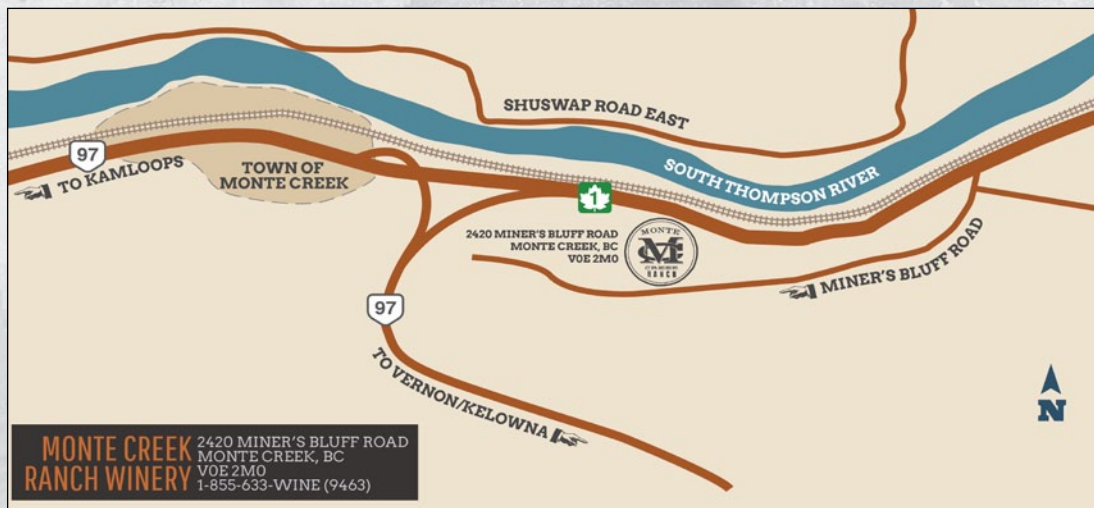 SHUSWAP ROAD EAST
97
TO KAMLOOPS
TOWN OF
MONTE CREEK
SOUTH THOMPSON RIVER
1
2420 MINER'S BLUFF ROAD
MONTE CREEK, BC
V0E 2M0
MONTE
MC
CREEK
RANCH
MINER'S BLUFF ROAD
97
TO VERNON/KELOWNA
N
MONTE CREEK
RANCH WINERY
2420 MINER'S BLUFF ROAD
MONTE CREEK, BC
V0E 2M0
1-855-633-WINE (9463)